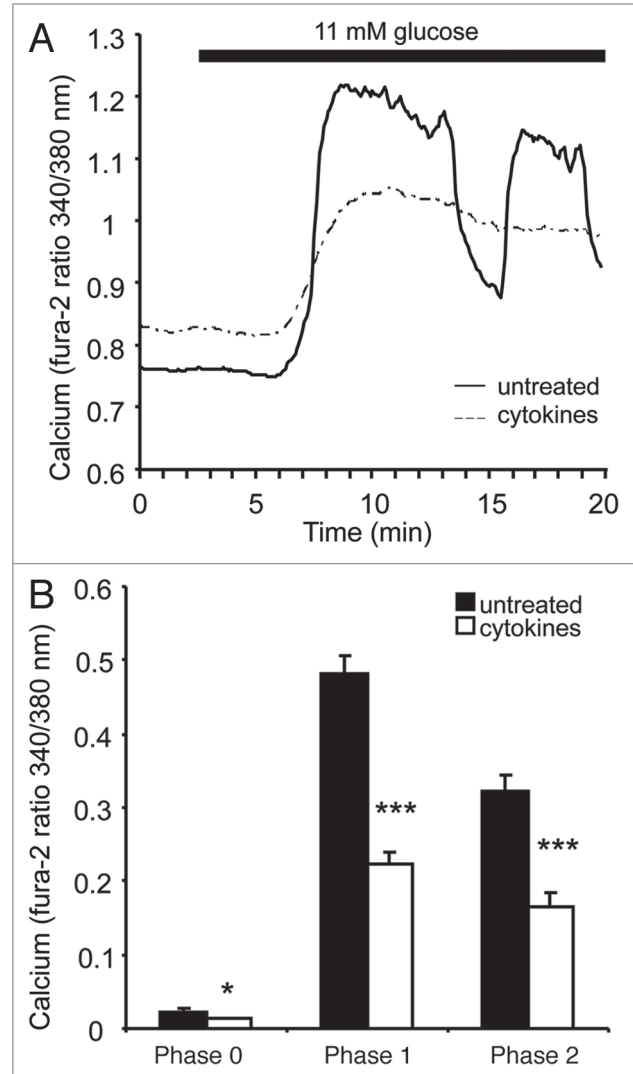 A
11 mM glucose
Calcium (fura-2 ratio 340/380 nm)
1.3
1.2
1.1
1
0.9
0.8
0.7
0.6
untreated
cytokines
0 5 10 15 20
Time (min)
B
Calcium (fura-2 ratio 340/380 nm)
0.6
0.5
0.4
0.3
0.2
0.1
0
untreated
cytokines
*
***
***
Phase 0 Phase 1 Phase 2